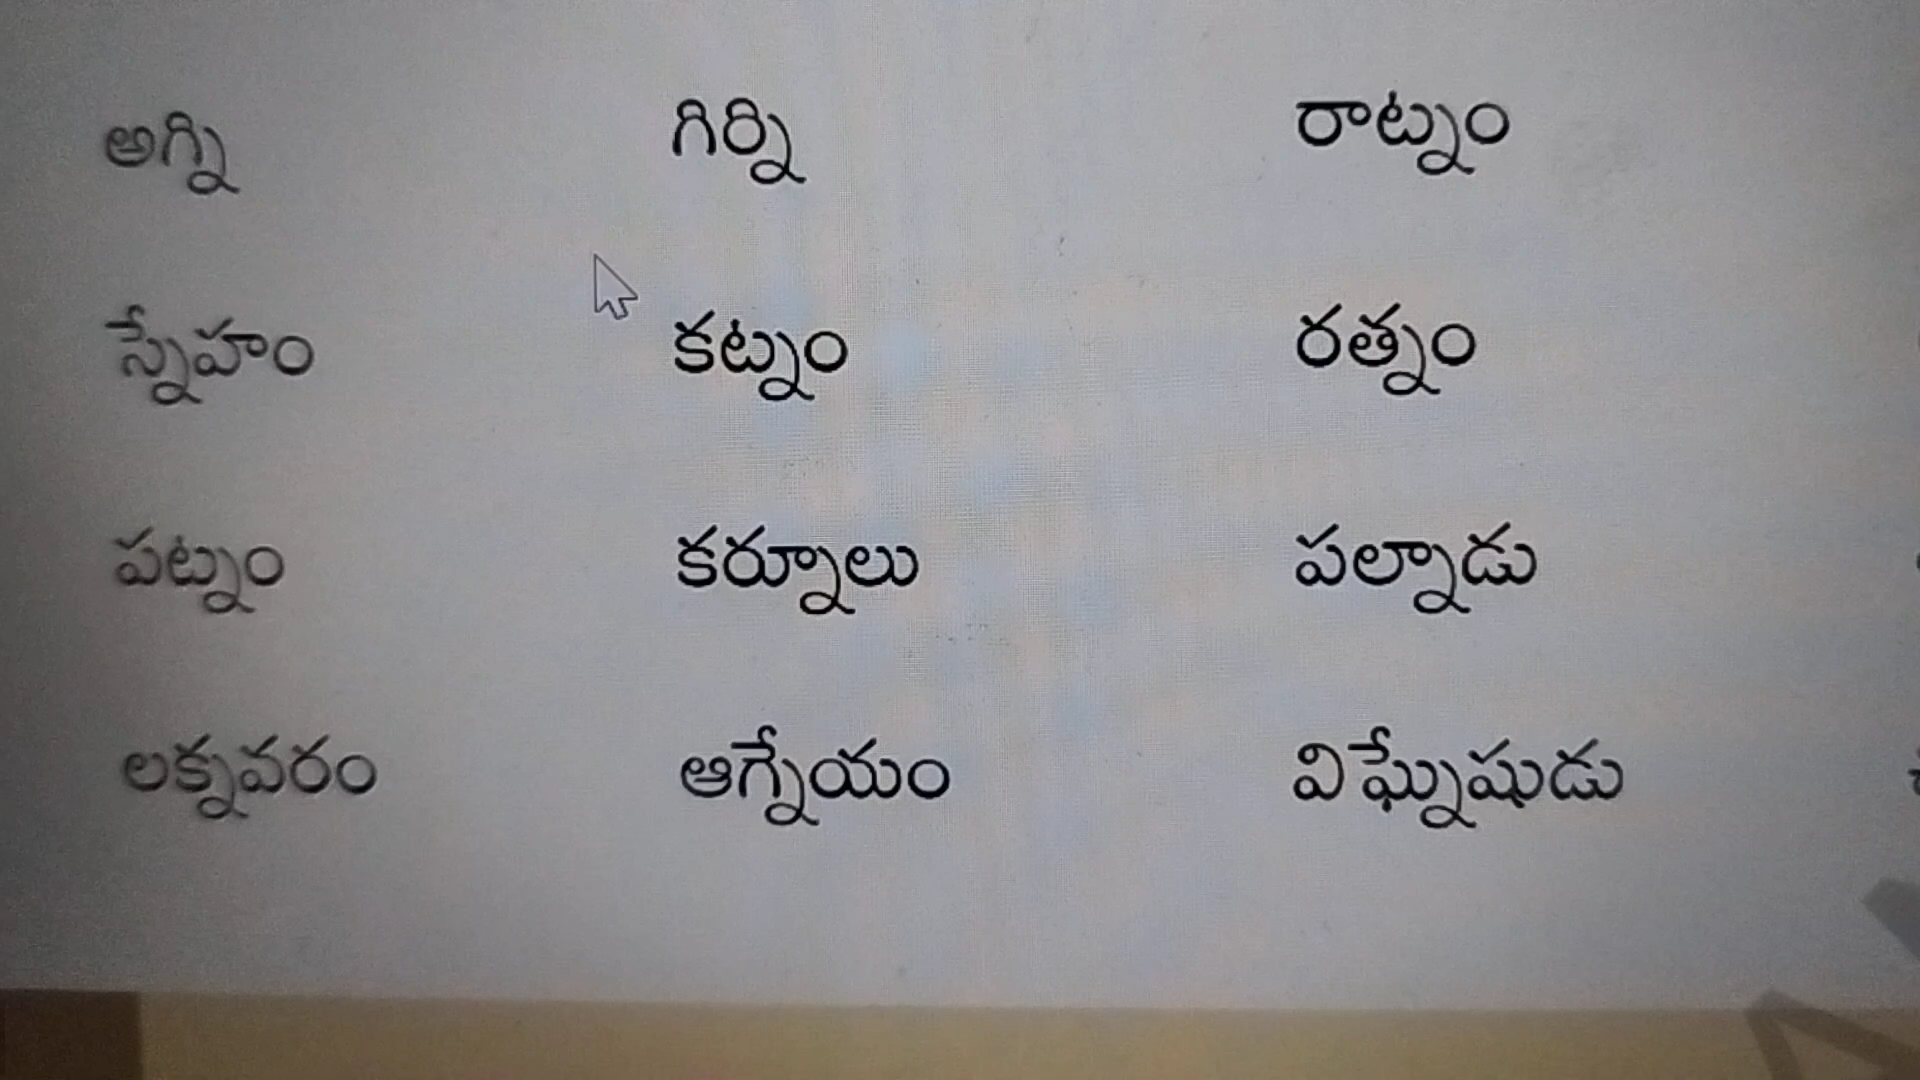 అగ్ని గిర్ని రాట్నం
స్నేహం కట్నం రత్నం
పట్నం కర్నూలు పల్నాడు
లక్నవరం ఆగ్నేయం విఘ్నేషుడు